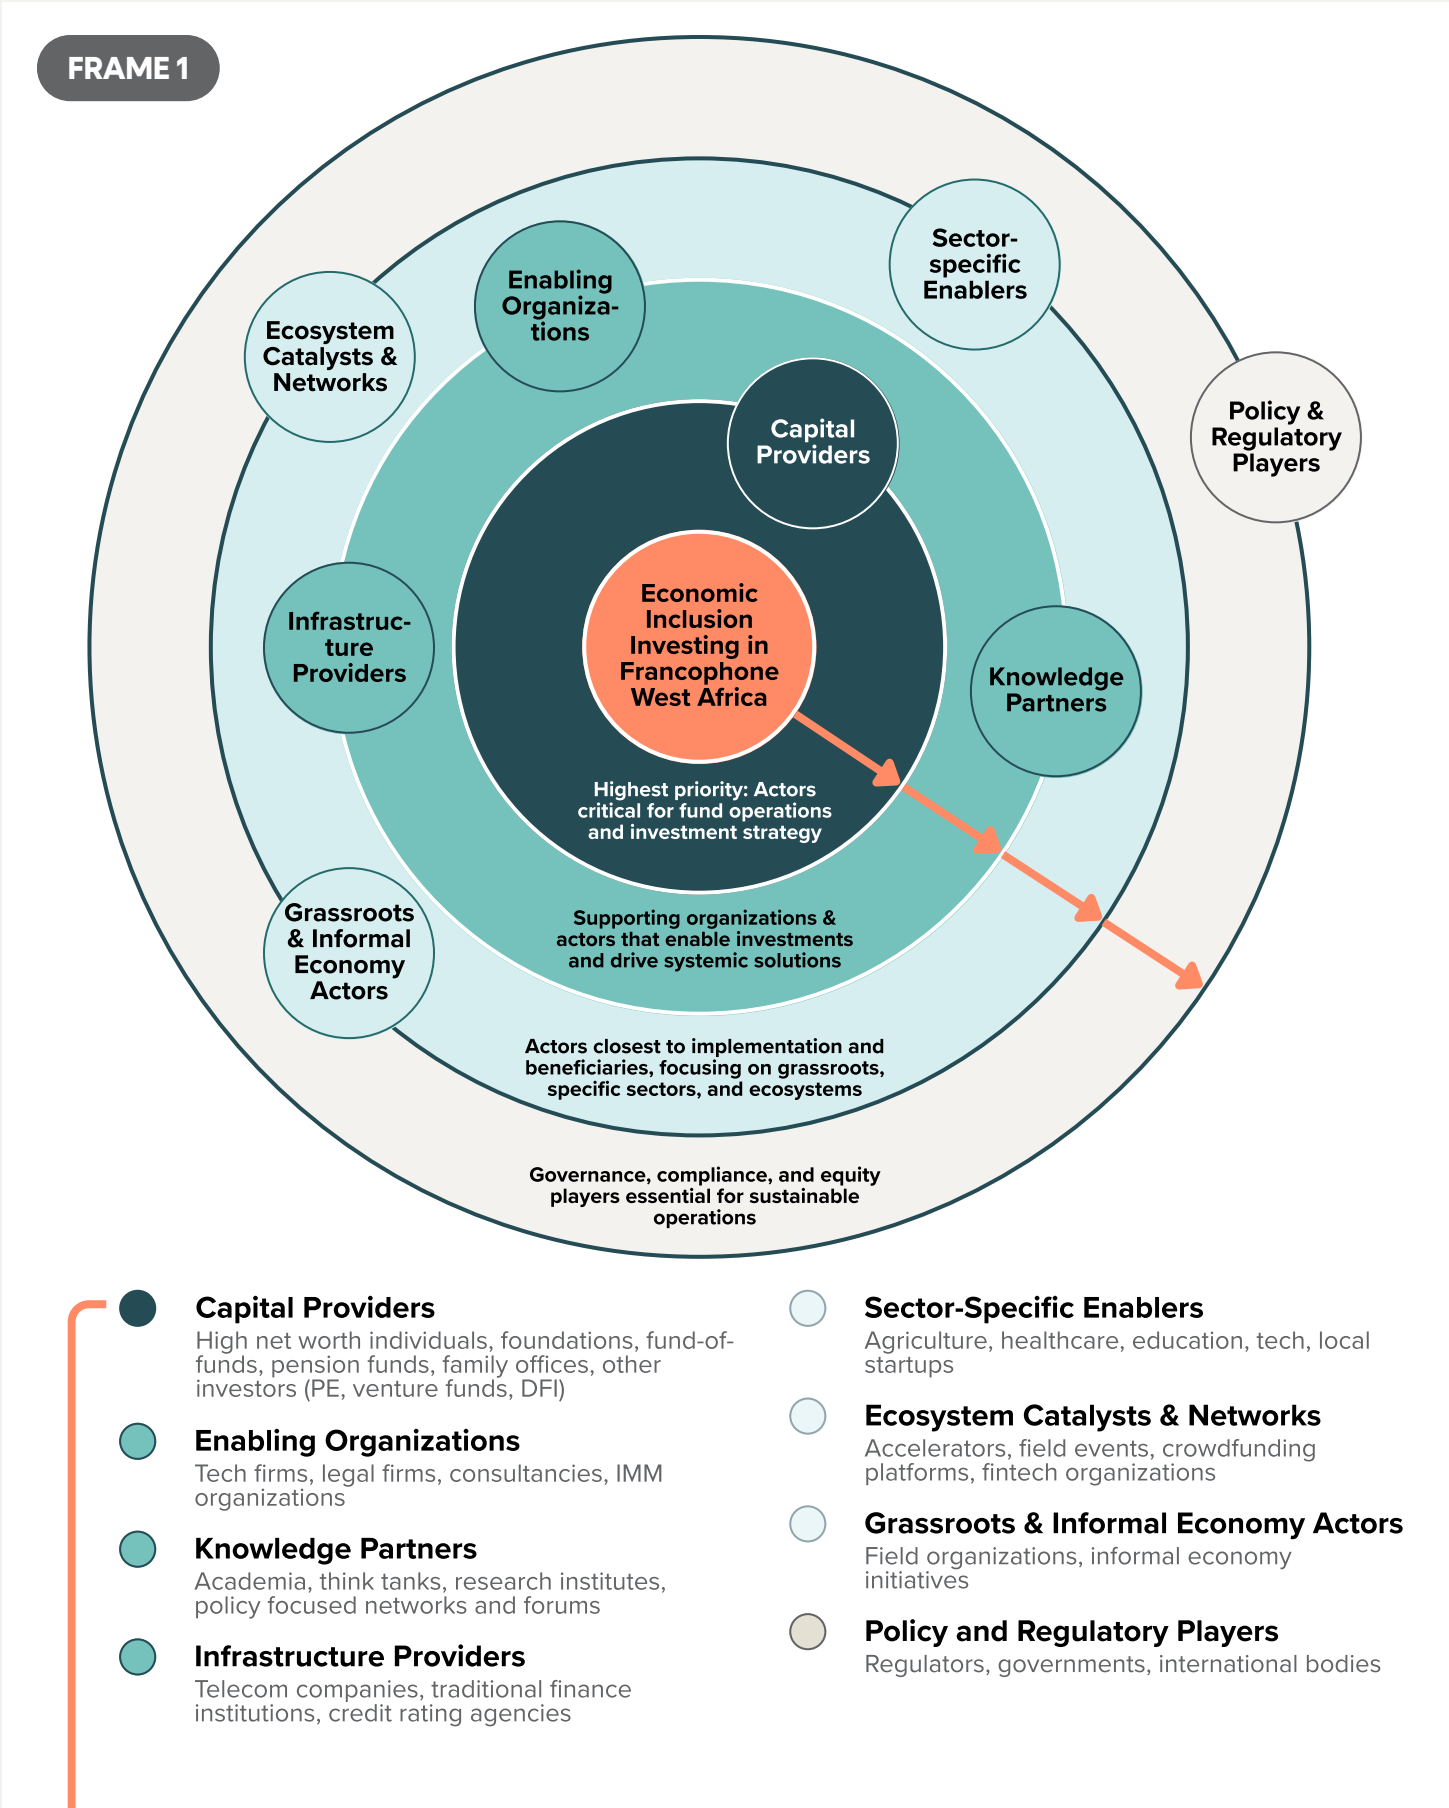 FRAME 1
Sector-
specific
Enablers
Enabling
Organiza-
tions
Ecosystem
Catalysts &
Networks
Policy &
Regulatory
Players
Capital
Providers
Economic
Inclusion
Investing in
Francophone
West Africa
Infrastruc-
ture
Providers
Knowledge
Partners
Highest priority: Actors
critical for fund operations
and investment strategy
Grassroots
& Informal
Economy
Actors
Supporting organizations &
actors that enable investments
and drive systemic solutions
Actors closest to implementation and
beneficiaries, focusing on grassroots,
specific sectors, and ecosystems
Governance, compliance, and equity
players essential for sustainable
operations
Capital Providers
High net worth individuals, foundations, fund-of-
funds, pension funds, family offices, other
investors (PE, venture funds, DFI)
Enabling Organizations
Tech firms, legal firms, consultancies, IMM
organizations
Knowledge Partners
Academia, think tanks, research institutes,
policy focused networks and forums
Infrastructure Providers
Telecom companies, traditional finance
institutions, credit rating agencies
Sector-Specific Enablers
Agriculture, healthcare, education, tech, local
startups
Ecosystem Catalysts & Networks
Accelerators, field events, crowdfunding
platforms, fintech organizations
Grassroots & Informal Economy Actors
Field organizations, informal economy
initiatives
Policy and Regulatory Players
Regulators, governments, international bodies